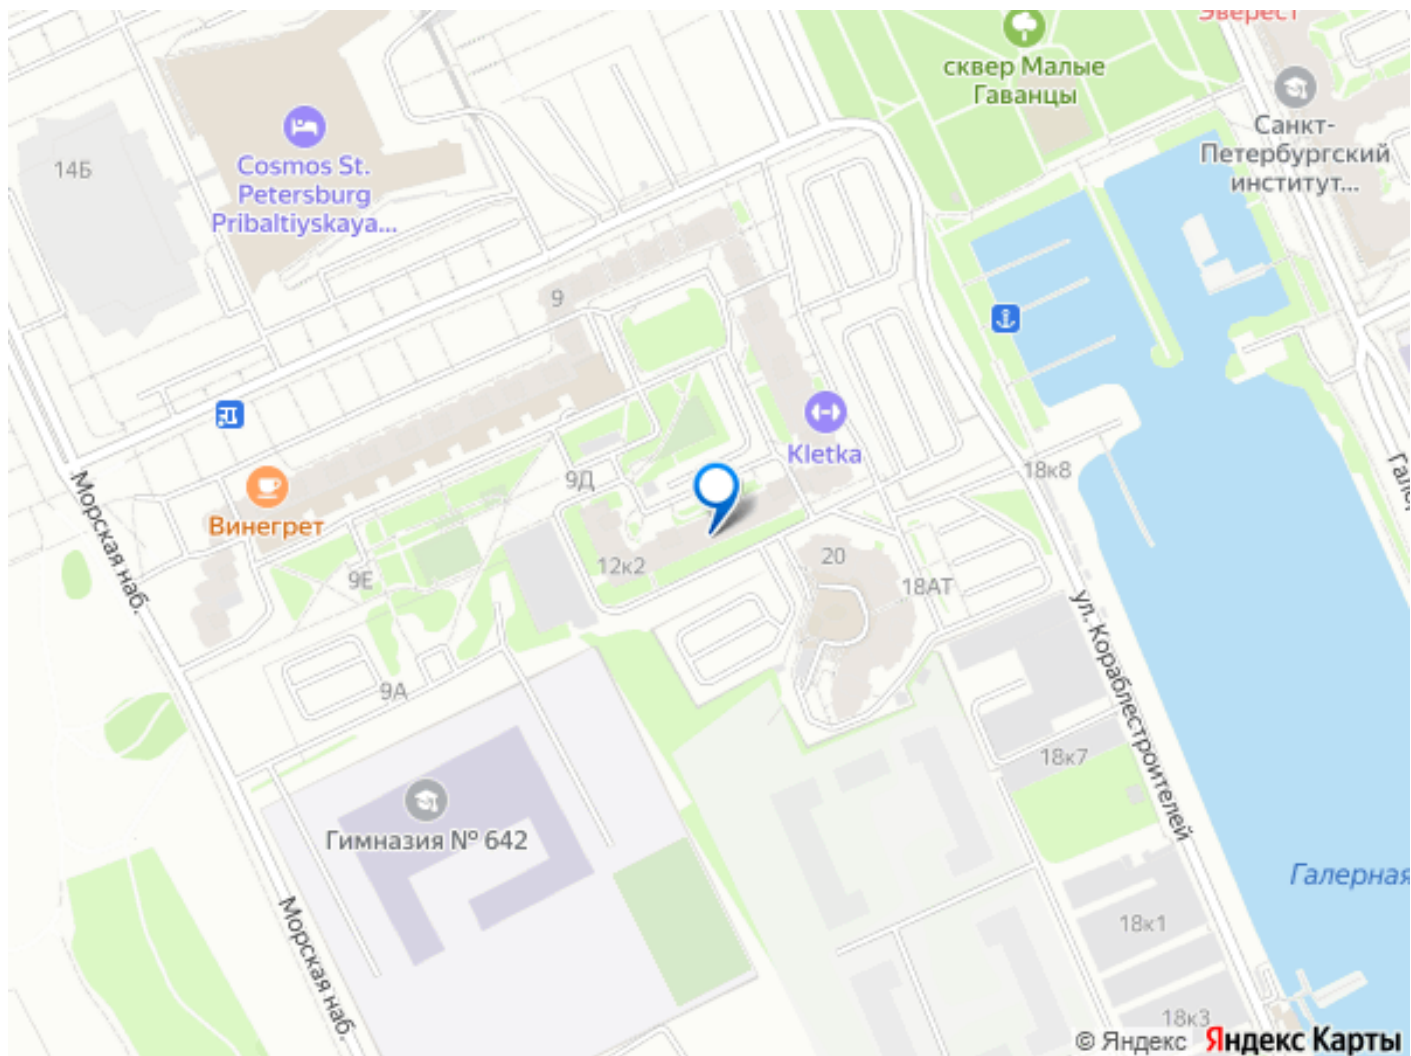 Эверест
сквер Малые
Гаванцы
Санкт-
Петербургский
институт...
14Б
Cosmos St.
Petersburg
Pribaltiyskaya...
9
Kletka
18к8
Винегрет
9Д
Морская наб.
12к2
20
9Е
18АТ
ул. Кораблестроителей
9А
18к7
Гимназия № 642
Галерная
18к1
Морская наб.
18к3
© Яндекс Яндекс Карты